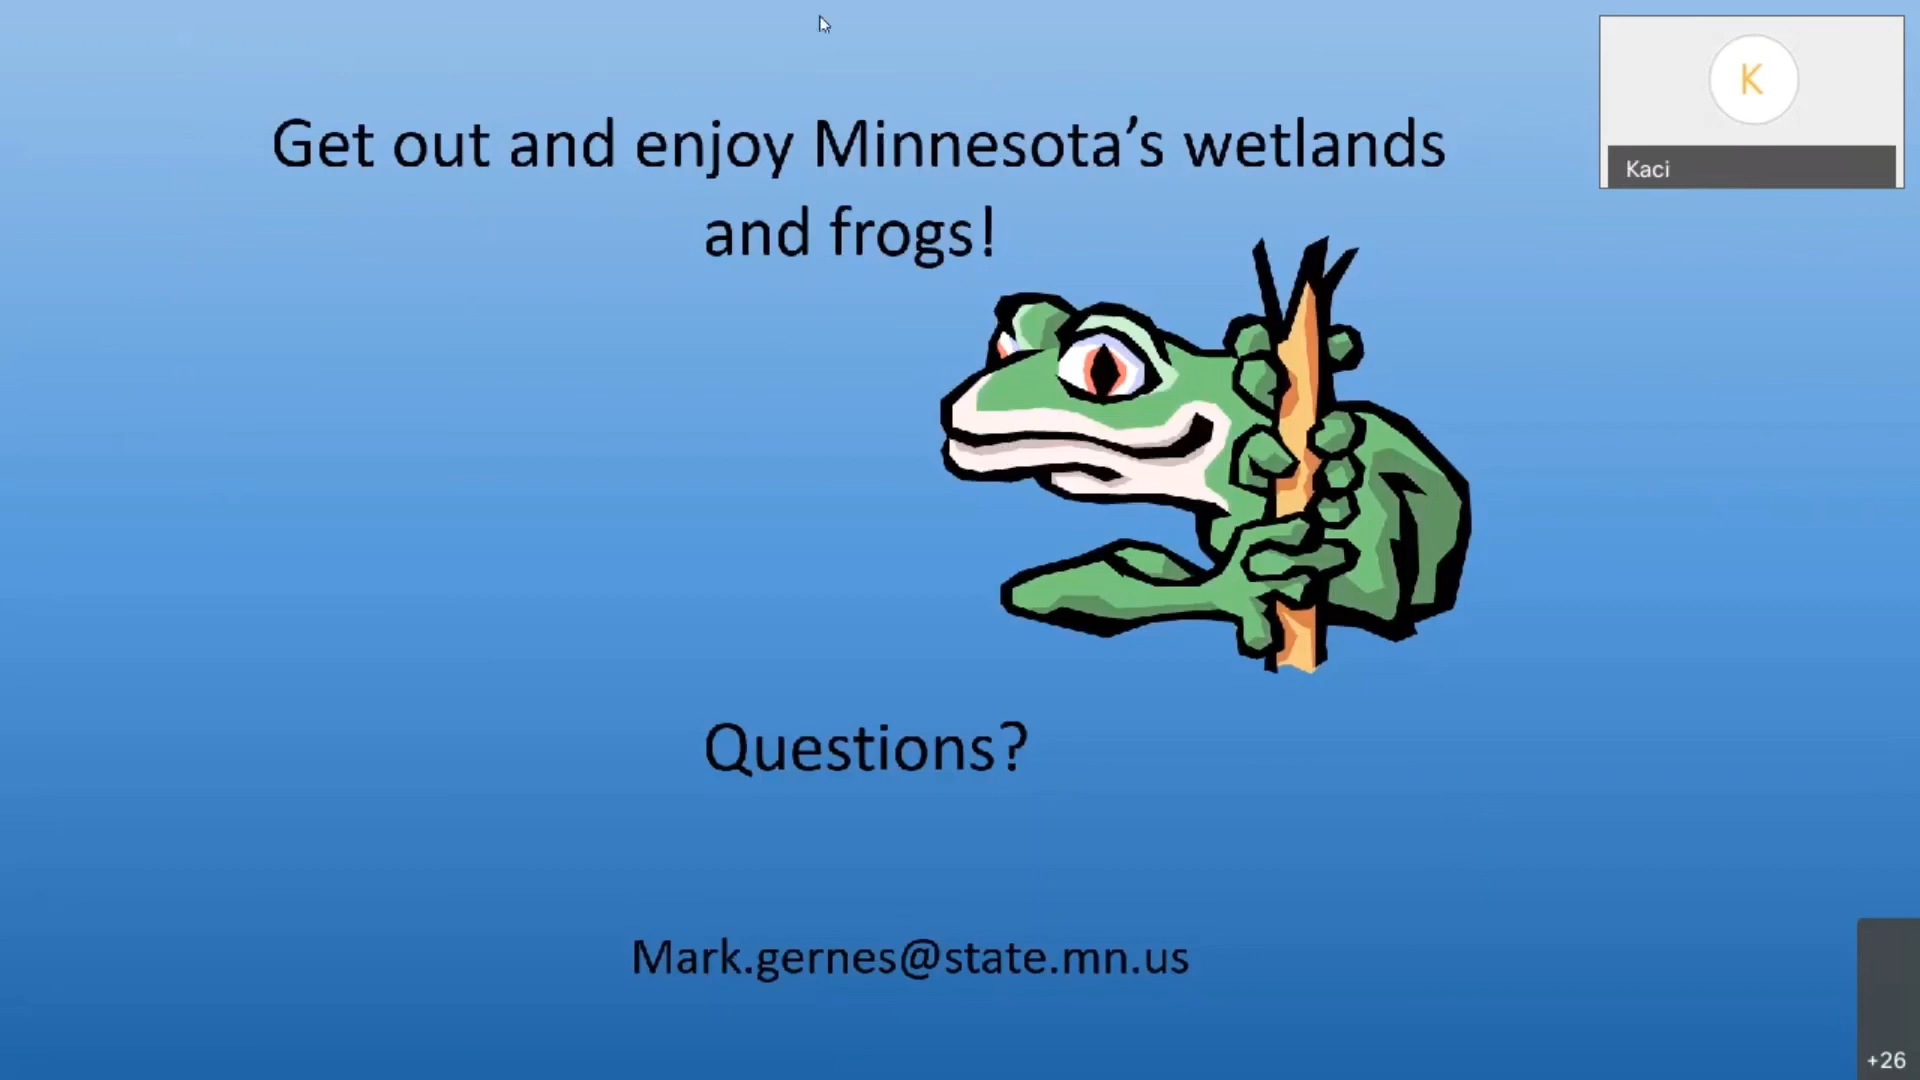 Get out and enjoy Minnesota’s wetlands
and frogs!
K
Kaci
Questions?
Mark.gernes@state.mn.us
+26